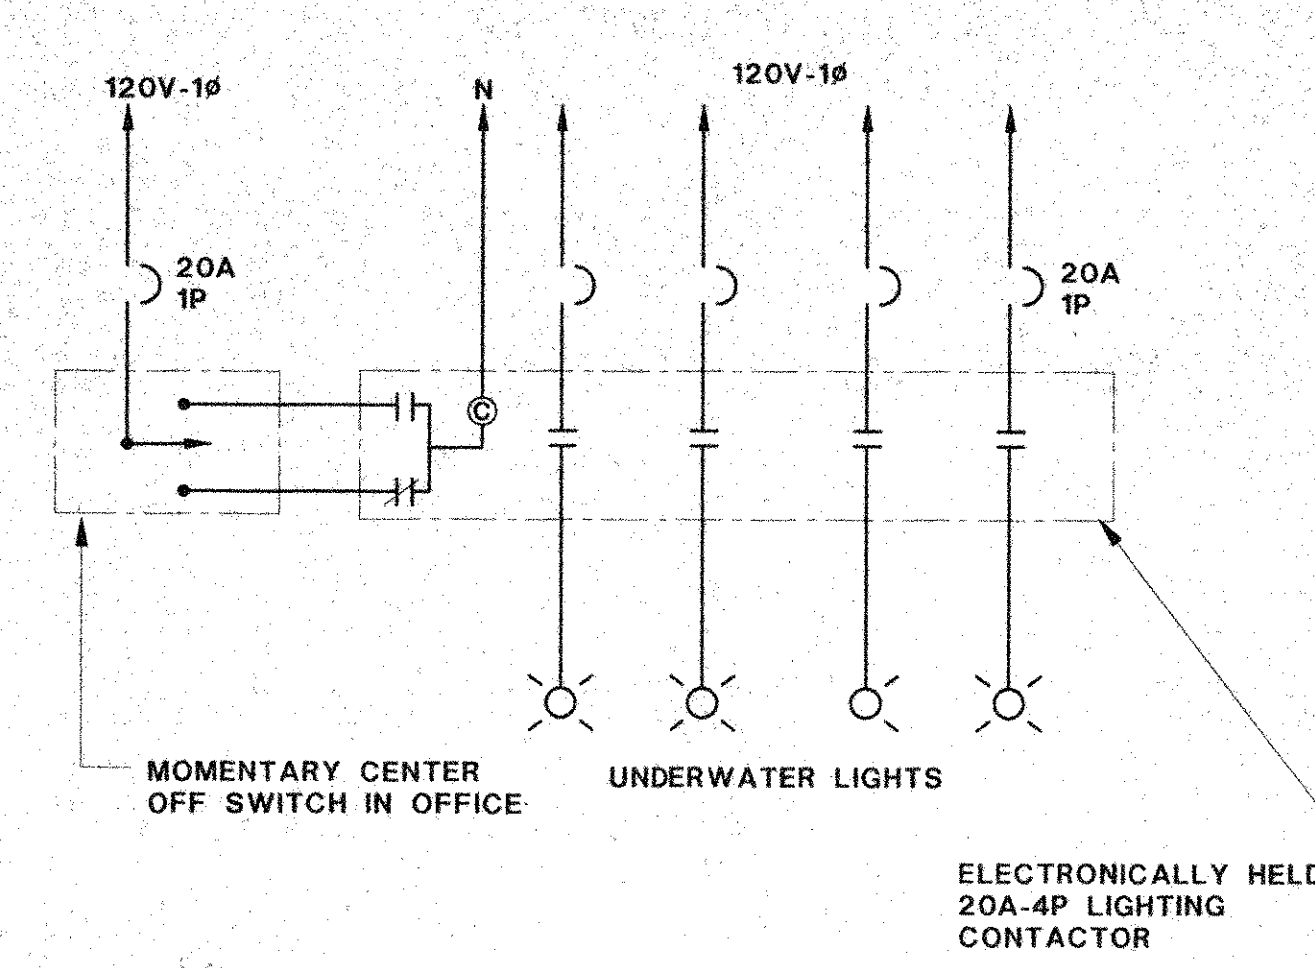 120V-1ø
N
120V-1ø
20A
1P
20A
1P
C
MOMENTARY CENTER
OFF SWITCH IN OFFICE
UNDERWATER LIGHTS
ELECTRONICALLY HELD
20A-4P LIGHTING
CONTACTOR